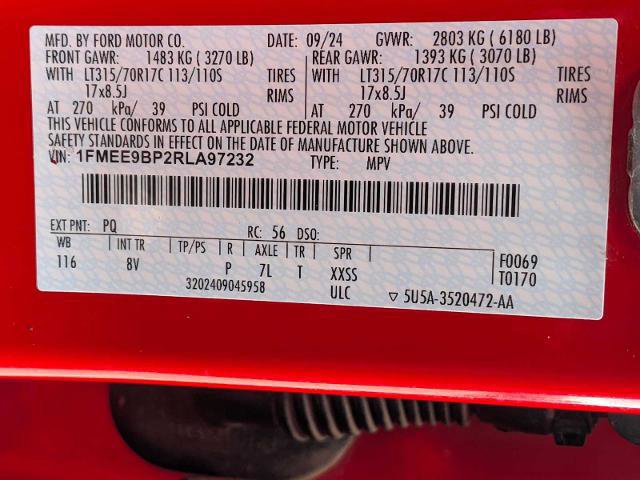 MFD. BY FORD MOTOR CO. DATE: 09/24 GVWR: 2803 KG ( 6180 LB)
FRONT GAWR: 1483 KG ( 3270 LB) REAR GAWR: 1393 KG ( 3070 LB)
WITH LT315/70R17C 113/110S TIRES WITH LT315/70R17C 113/110S TIRES
17x8.5J RIMS 17x8.5J RIMS
AT 270 kPa/ 39 PSI COLD AT 270 kPa/ 39 PSI COLD
THIS VEHICLE CONFORMS TO ALL APPLICABLE FEDERAL MOTOR VEHICLE
SAFETY STANDARDS IN EFFECT ON THE DATE OF MANUFACTURE SHOWN ABOVE.
VIN: 1FMEE9BP2RLA97232 TYPE: MPV
EXT PNT: PQ RC: 56 DSO:
WB INT TR TP/PS R AXLE TR SPR F0069
116 8V P 7L T XXSS T0170
3202409045958 ULC ▽ 5U5A-3520472-AA